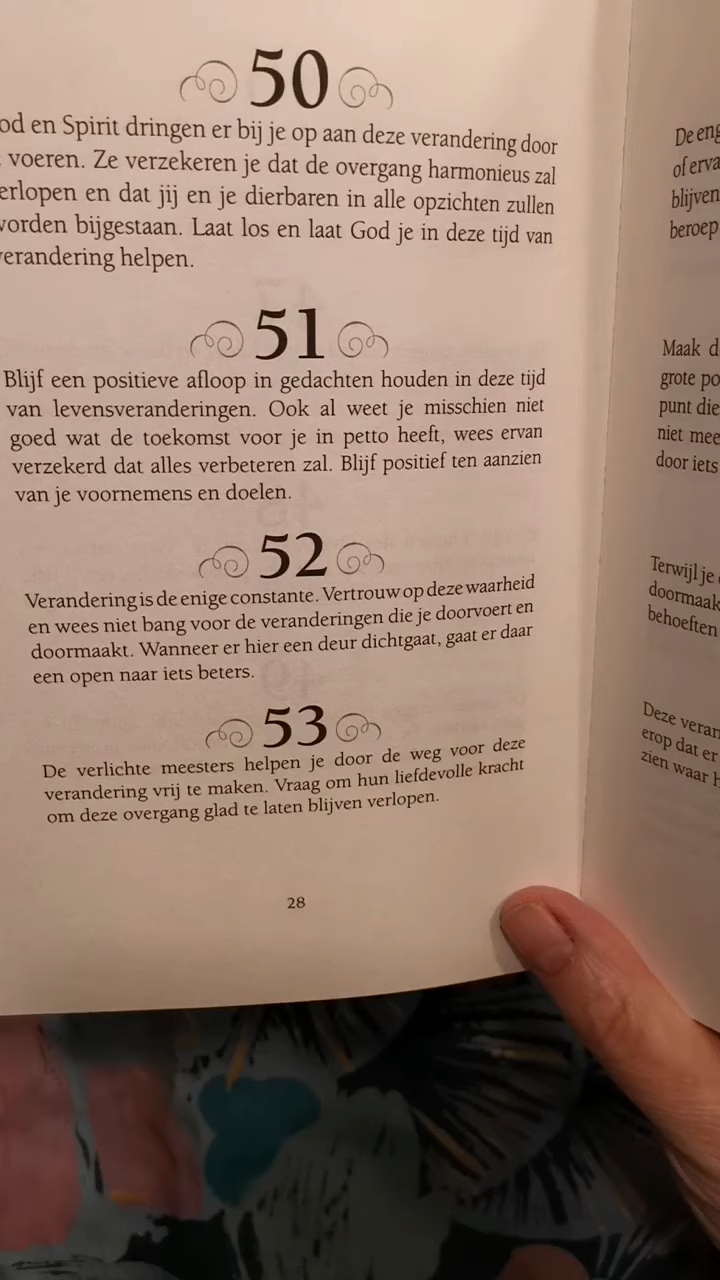 50
od en Spirit dringen er bij je op aan deze verandering door
voeren. Ze verzekeren je dat de overgang harmonieus zal
erlopen en dat jij en je dierbaren in alle opzichten zullen
vorden bijgestaan. Laat los en laat God je in deze tijd van
verandering helpen.
51
Blijf een positieve afloop in gedachten houden in deze tijd
van levensveranderingen. Ook al weet je misschien niet
goed wat de toekomst voor je in petto heeft, wees ervan
verzekerd dat alles verbeteren zal. Blijf positief ten aanzien
van je voornemens en doelen.
52
Verandering is de enige constante. Vertrouw op deze waarheid
en wees niet bang voor de veranderingen die je doorvoert en
doormaakt. Wanneer er hier een deur dichtgaat, gaat er daar
een open naar iets beters.
53
De verlichte meesters helpen je door de weg voor deze
verandering vrij te maken. Vraag om hun liefdevolle kracht
om deze overgang glad te laten blijven verlopen.
28
De eng
of erva
blijven
beroep
Maak d
grote po
punt die
niet mee
door iets
Terwijl je
doormaak
behoeften
Deze veran
erop dat er
zien waar h